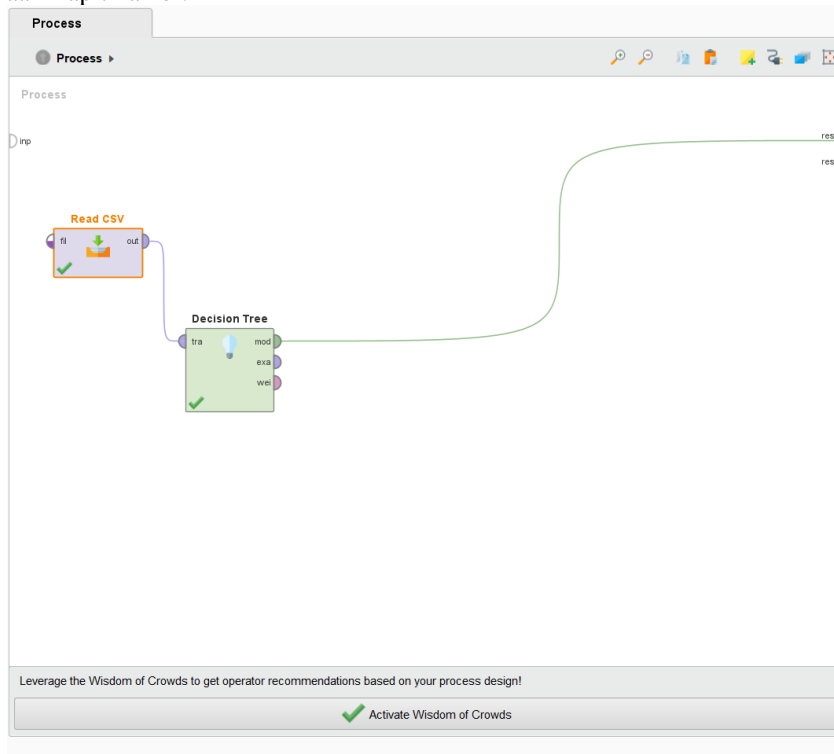 Process
Process
Process
inp
res
res
Read CSV
fil
out
Decision Tree
tra
mod
exa
wei
Leverage the Wisdom of Crowds to get operator recommendations based on your process design!
Activate Wisdom of Crowds